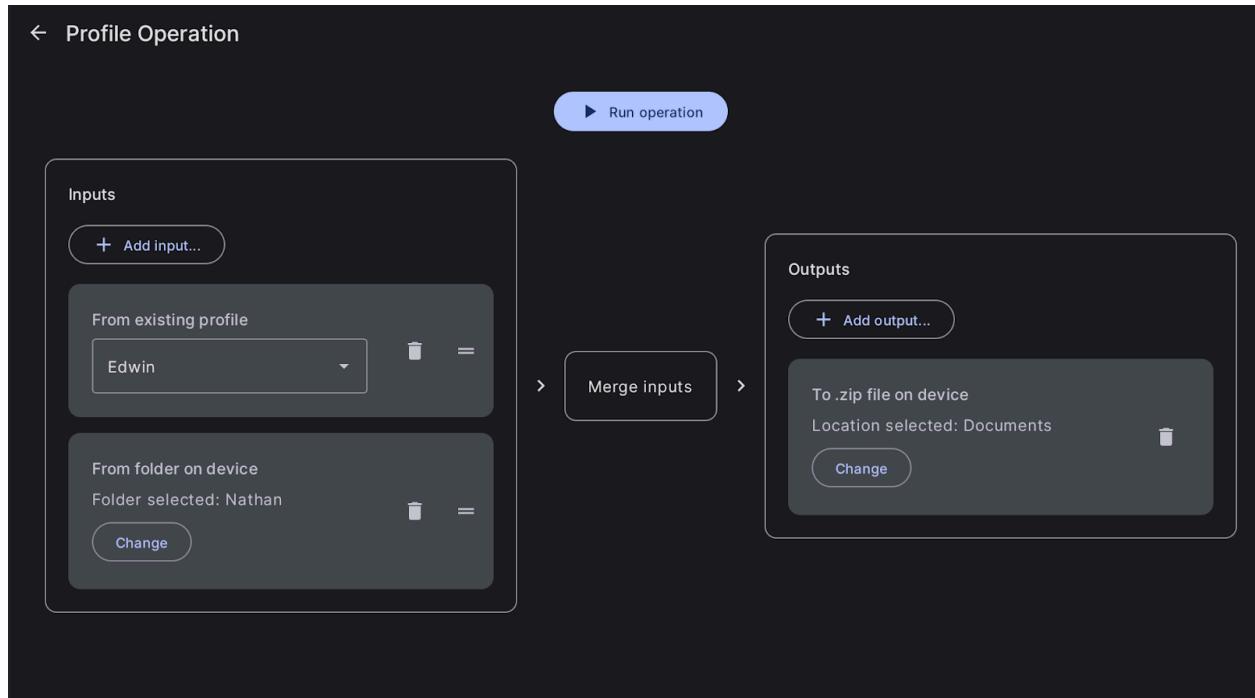 Profile Operation
Run operation
Inputs
Add input...
From existing profile
Edwin
From folder on device
Folder selected: Nathan
Change
Merge inputs
Outputs
Add output...
To .zip file on device
Location selected: Documents
Change